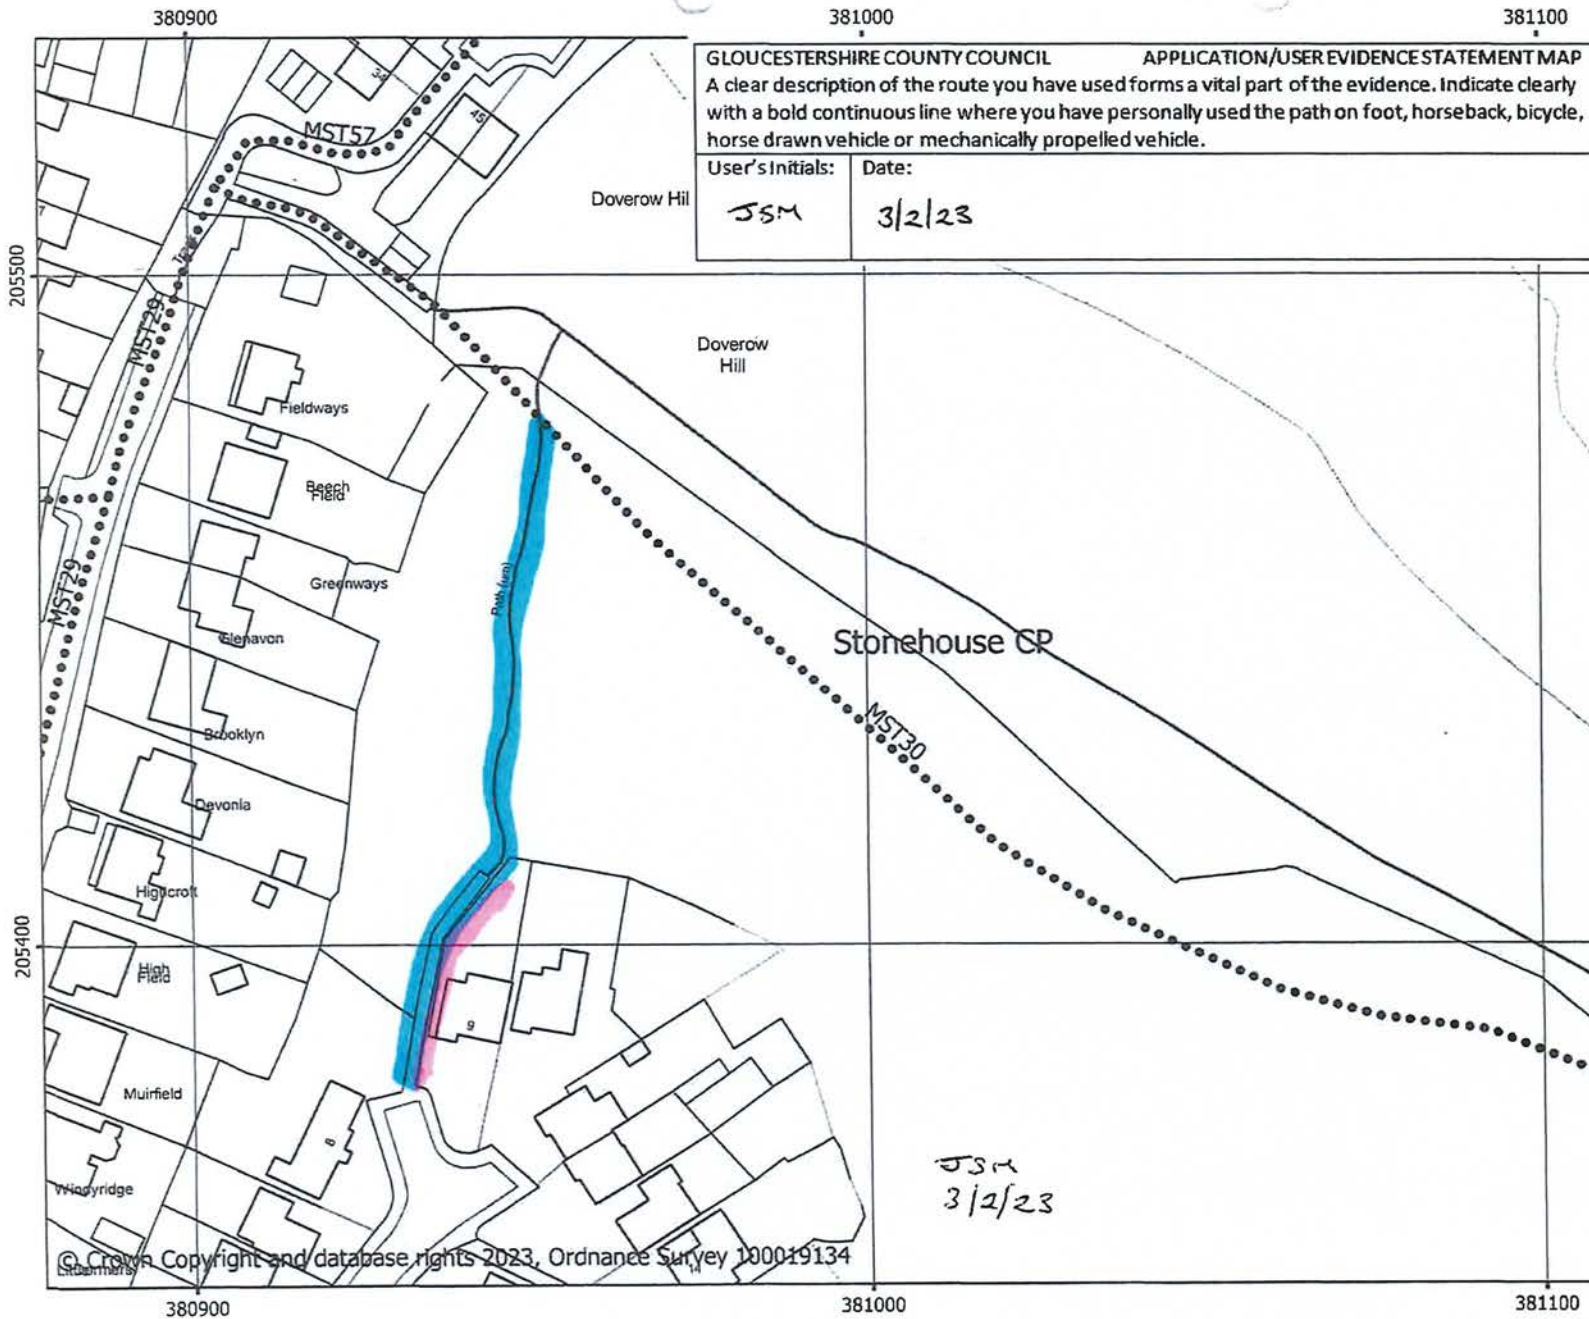 380900
381000
381100
GLOUCESTERSHIRE COUNTY COUNCIL APPLICATION/USER EVIDENCE STATEMENT MAP
A clear description of the route you have used forms a vital part of the evidence. Indicate clearly
with a bold continuous line where you have personally used the path on foot, horseback, bicycle,
horse drawn vehicle or mechanically propelled vehicle.
User's Initials:
Date:
JSM
3/2/23
34
45
MST57
7
Doverow Hil
Track
205500
MST29
Doverow
Hill
Fieldways
Beech
Field
Path (um)
Greenways
MST29
Glenavon
Stonehouse CP
MST30
Brooklyn
Devonia
Highcroft
205400
High
Field
9
Muirfield
8
Windyridge
JSM
3/2/23
© Crown Copyright and database rights 2023, Ordnance Survey 100019134
14
380900
381000
381100